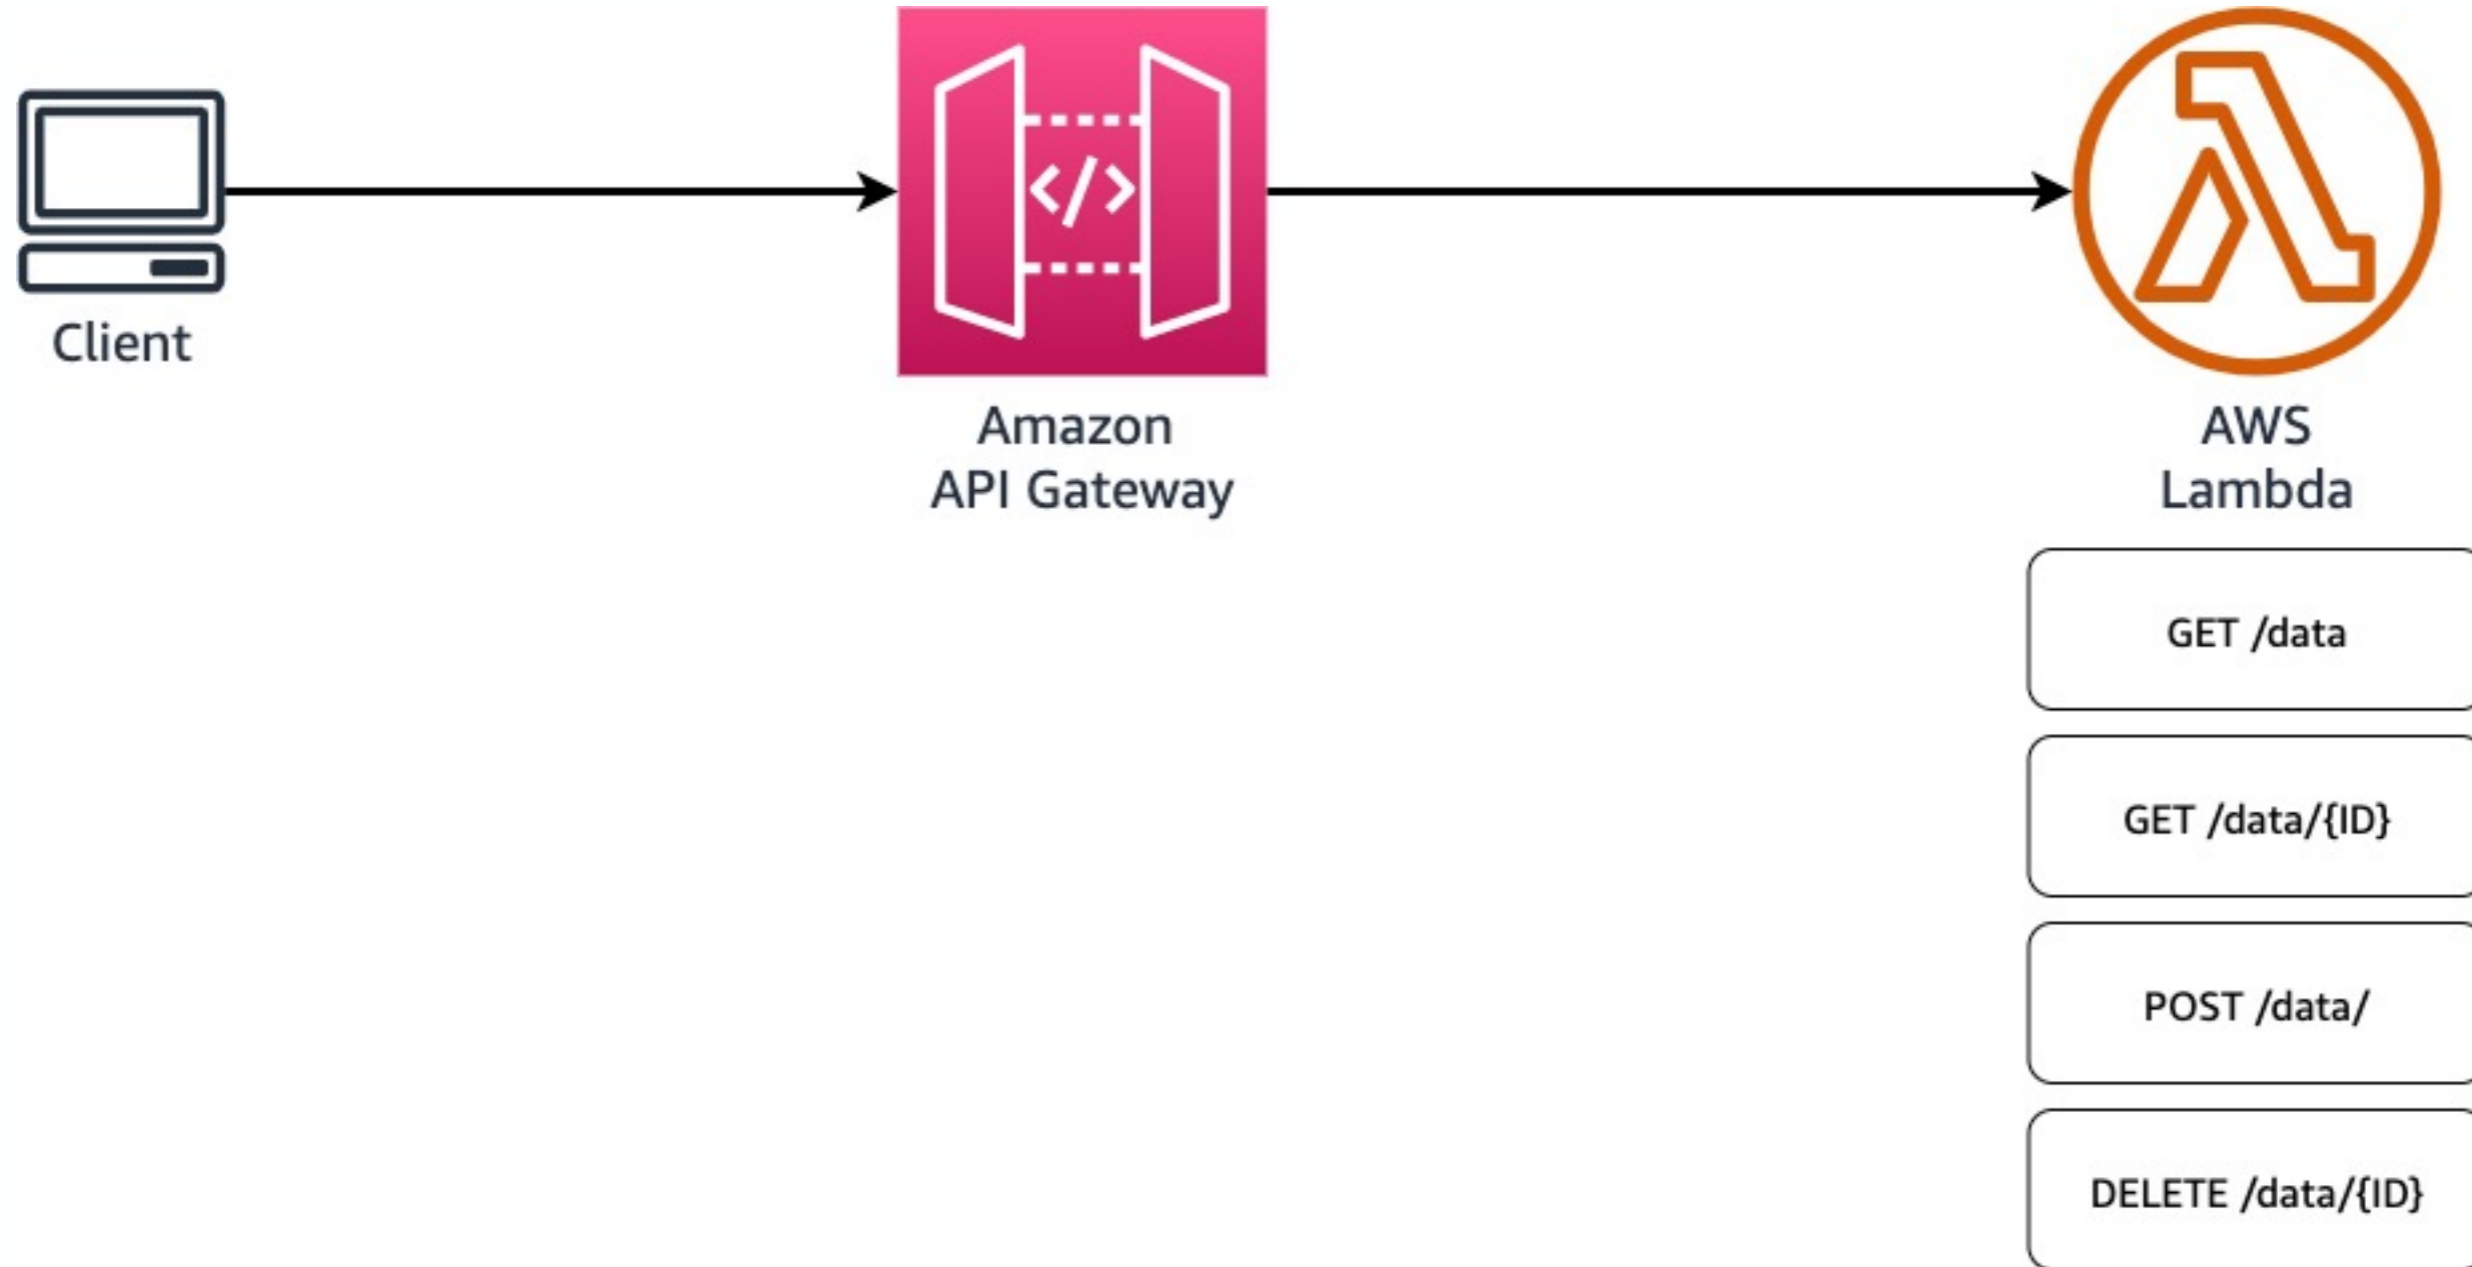 Client
Amazon
API Gateway
AWS
Lambda
GET /data
GET /data/{ID}
POST /data/
DELETE /data/{ID}